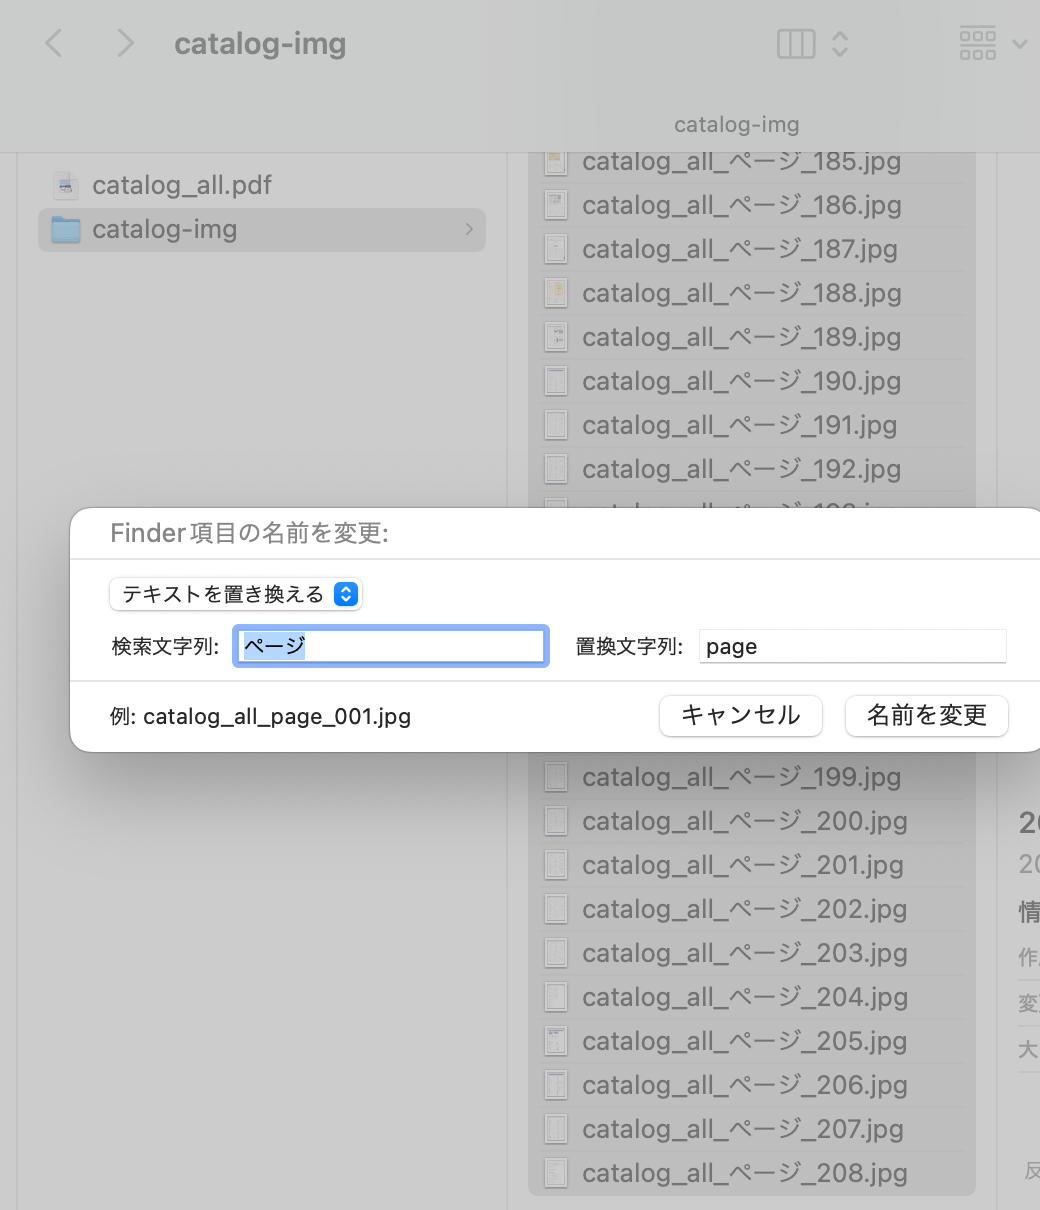 catalog-img
catalog-img
catalog_all.pdf
catalog-img
catalog_all_ページ_185.jpg
catalog_all_ページ_186.jpg
catalog_all_ページ_187.jpg
catalog_all_ページ_188.jpg
catalog_all_ページ_189.jpg
catalog_all_ページ_190.jpg
catalog_all_ページ_191.jpg
catalog_all_ページ_192.jpg
Finder項目の名前を変更:
テキストを置き換える
検索文字列: ページ 置換文字列: page
例: catalog_all_page_001.jpg キャンセル 名前を変更
catalog_all_ページ_199.jpg
catalog_all_ページ_200.jpg
catalog_all_ページ_201.jpg
catalog_all_ページ_202.jpg
catalog_all_ページ_203.jpg
catalog_all_ページ_204.jpg
catalog_all_ページ_205.jpg
catalog_all_ページ_206.jpg
catalog_all_ページ_207.jpg
catalog_all_ページ_208.jpg